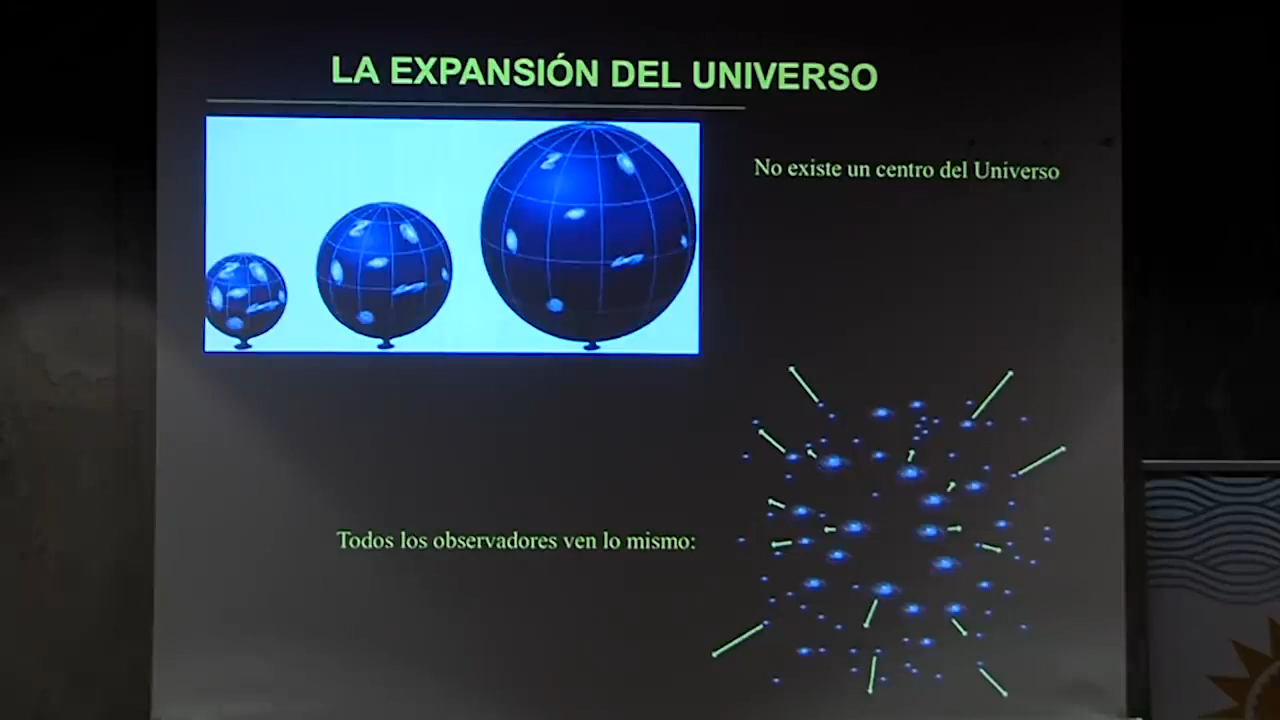 LA EXPANSIÓN DEL UNIVERSO
No existe un centro del Universo
Todos los observadores ven lo mismo: